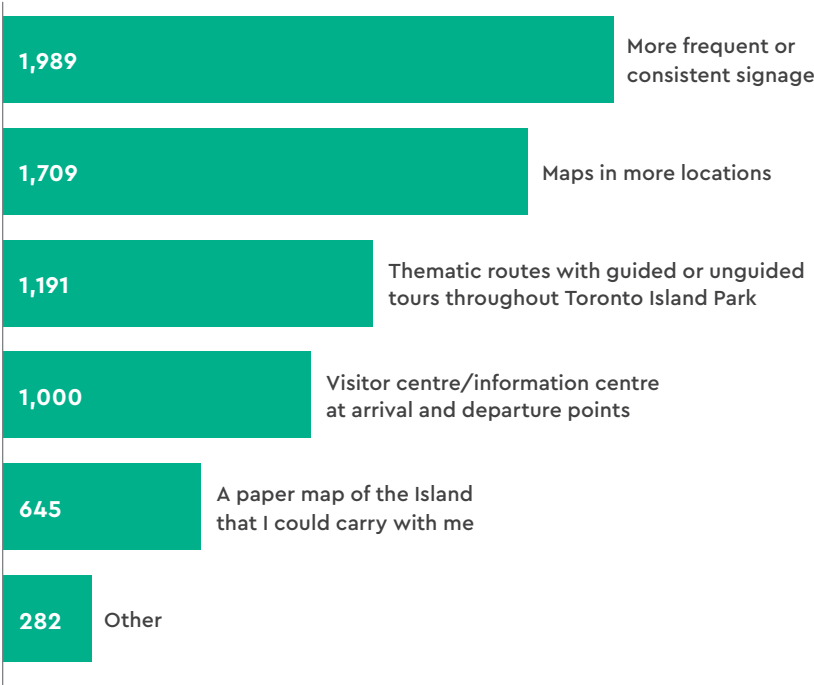 1,989
More frequent or
consistent signage
1,709
Maps in more locations
1,191
Thematic routes with guided or unguided
tours throughout Toronto Island Park
1,000
Visitor centre/information centre
at arrival and departure points
645
A paper map of the Island
that I could carry with me
282
Other